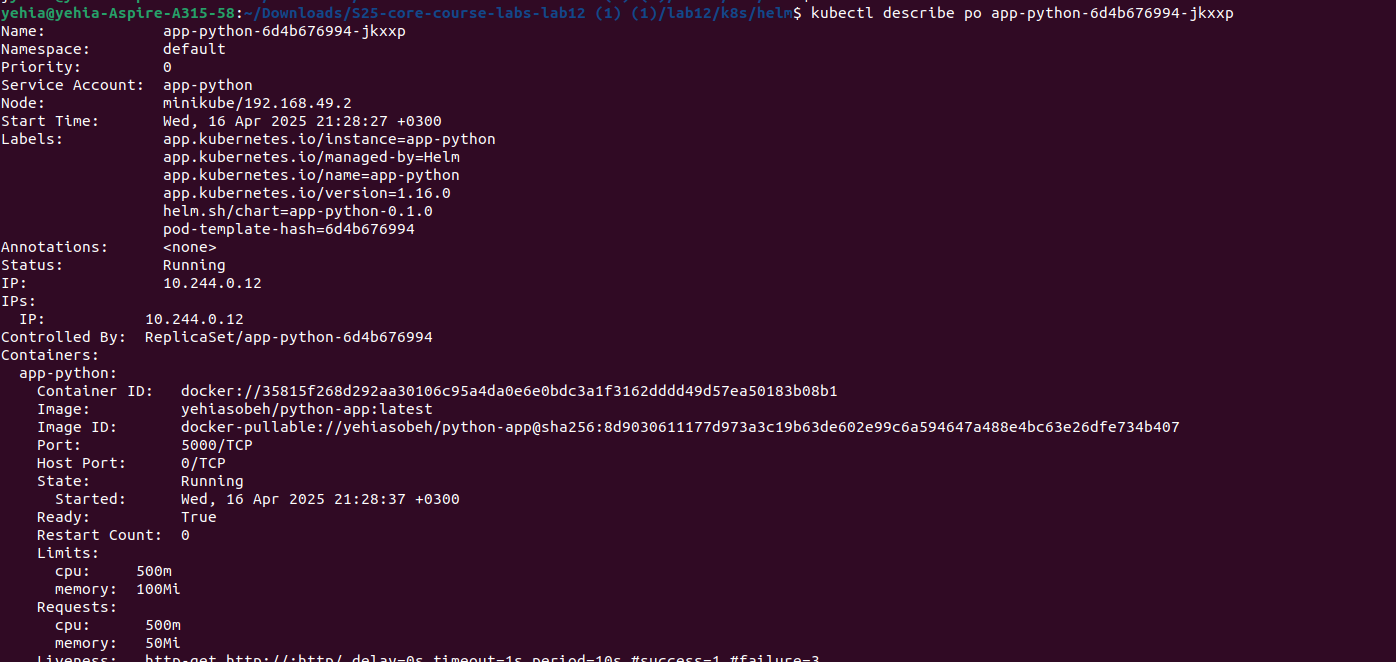 yehia@yehia-Aspire-A315-58:~/Downloads/S25-core-course-labs-lab12 (1) (1)/lab12/k8s/helm$ kubectl describe po app-python-6d4b676994-jkxxp
Name:             app-python-6d4b676994-jkxxp
Namespace:        default
Priority:         0
Service Account:  app-python
Node:             minikube/192.168.49.2
Start Time:       Wed, 16 Apr 2025 21:28:27 +0300
Labels:           app.kubernetes.io/instance=app-python
                  app.kubernetes.io/managed-by=Helm
                  app.kubernetes.io/name=app-python
                  app.kubernetes.io/version=1.16.0
                  helm.sh/chart=app-python-0.1.0
                  pod-template-hash=6d4b676994
Annotations:      <none>
Status:           Running
IP:               10.244.0.12
IPs:
  IP:           10.244.0.12
Controlled By:  ReplicaSet/app-python-6d4b676994
Containers:
  app-python:
    Container ID:   docker://35815f268d292aa30106c95a4da0e6e0bdc3a1f3162dddd49d57ea50183b08b1
    Image:          yehiasobeh/python-app:latest
    Image ID:       docker-pullable://yehiasobeh/python-app@sha256:8d9030611177d973a3c19b63de602e99c6a594647a488e4bc63e26dfe734b407
    Port:           5000/TCP
    Host Port:      0/TCP
    State:          Running
      Started:      Wed, 16 Apr 2025 21:28:37 +0300
    Ready:          True
    Restart Count:  0
    Limits:
      cpu:     500m
      memory:  100Mi
    Requests:
      cpu:      500m
      memory:   50Mi
    Liveness:   http-get http://:http/ delay=0s timeout=1s period=10s #success=1 #failure=3